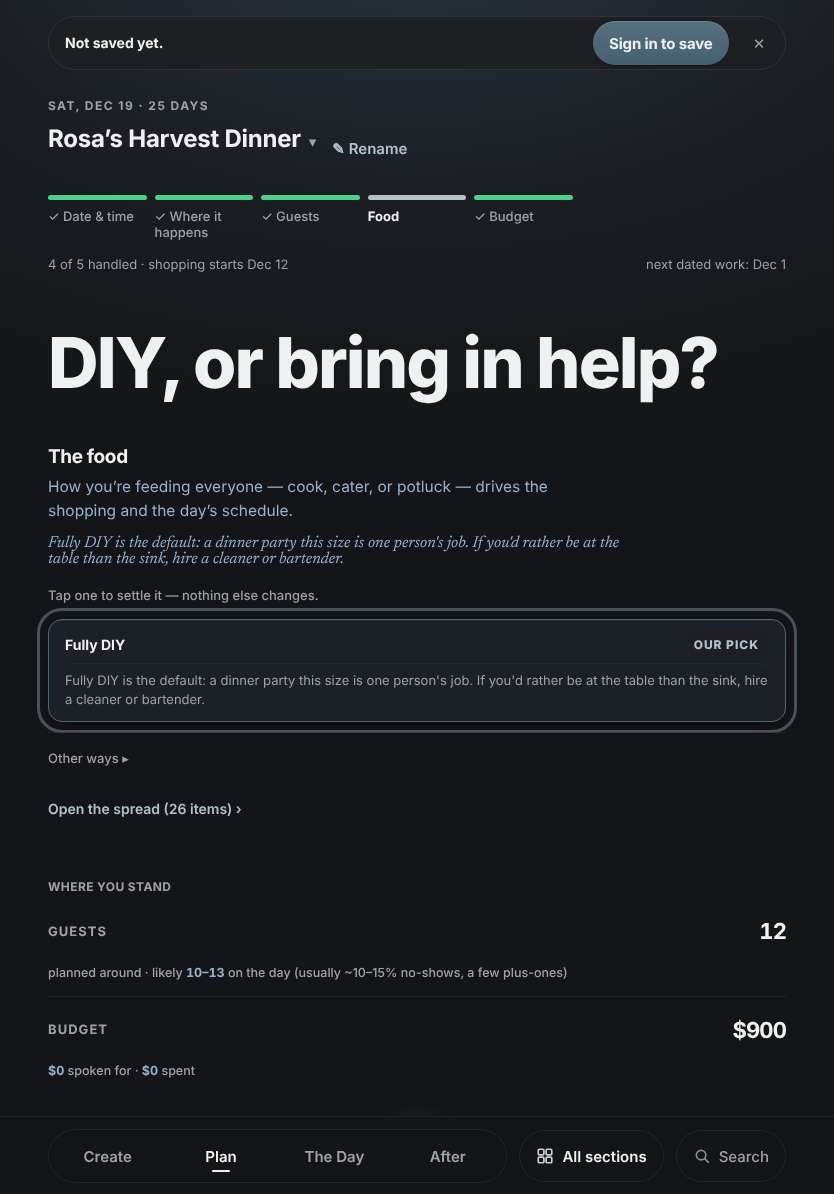 Not saved yet.
Sign in to save
×
SAT, DEC 19 · 25 DAYS
Rosa’s Harvest Dinner ▾
✎ Rename
✓ Date & time
✓ Where it
happens
✓ Guests
Food
✓ Budget
4 of 5 handled · shopping starts Dec 12
next dated work: Dec 1
DIY, or bring in help?
The food
How you’re feeding everyone — cook, cater, or potluck — drives the
shopping and the day’s schedule.
Fully DIY is the default: a dinner party this size is one person's job. If you'd rather be at the
table than the sink, hire a cleaner or bartender.
Tap one to settle it — nothing else changes.
Fully DIY
OUR PICK
Fully DIY is the default: a dinner party this size is one person's job. If you'd rather be at the table than the sink, hire
a cleaner or bartender.
Other ways ▸
Open the spread (26 items) ›
WHERE YOU STAND
GUESTS
12
planned around · likely 10–13 on the day (usually ~10–15% no-shows, a few plus-ones)
BUDGET
$900
$0 spoken for · $0 spent
Create
Plan
The Day
After
All sections
Search